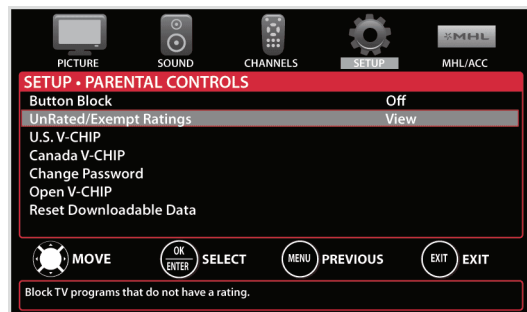 MHL
PICTURE SOUND CHANNELS SETUP MHL/ACC
SETUP • PARENTAL CONTROLS
Button Block Off
UnRated/Exempt Ratings View
U.S. V-CHIP
Canada V-CHIP
Change Password
Open V-CHIP
Reset Downloadable Data
MOVE OK ENTER SELECT MENU PREVIOUS EXIT EXIT
Block TV programs that do not have a rating.